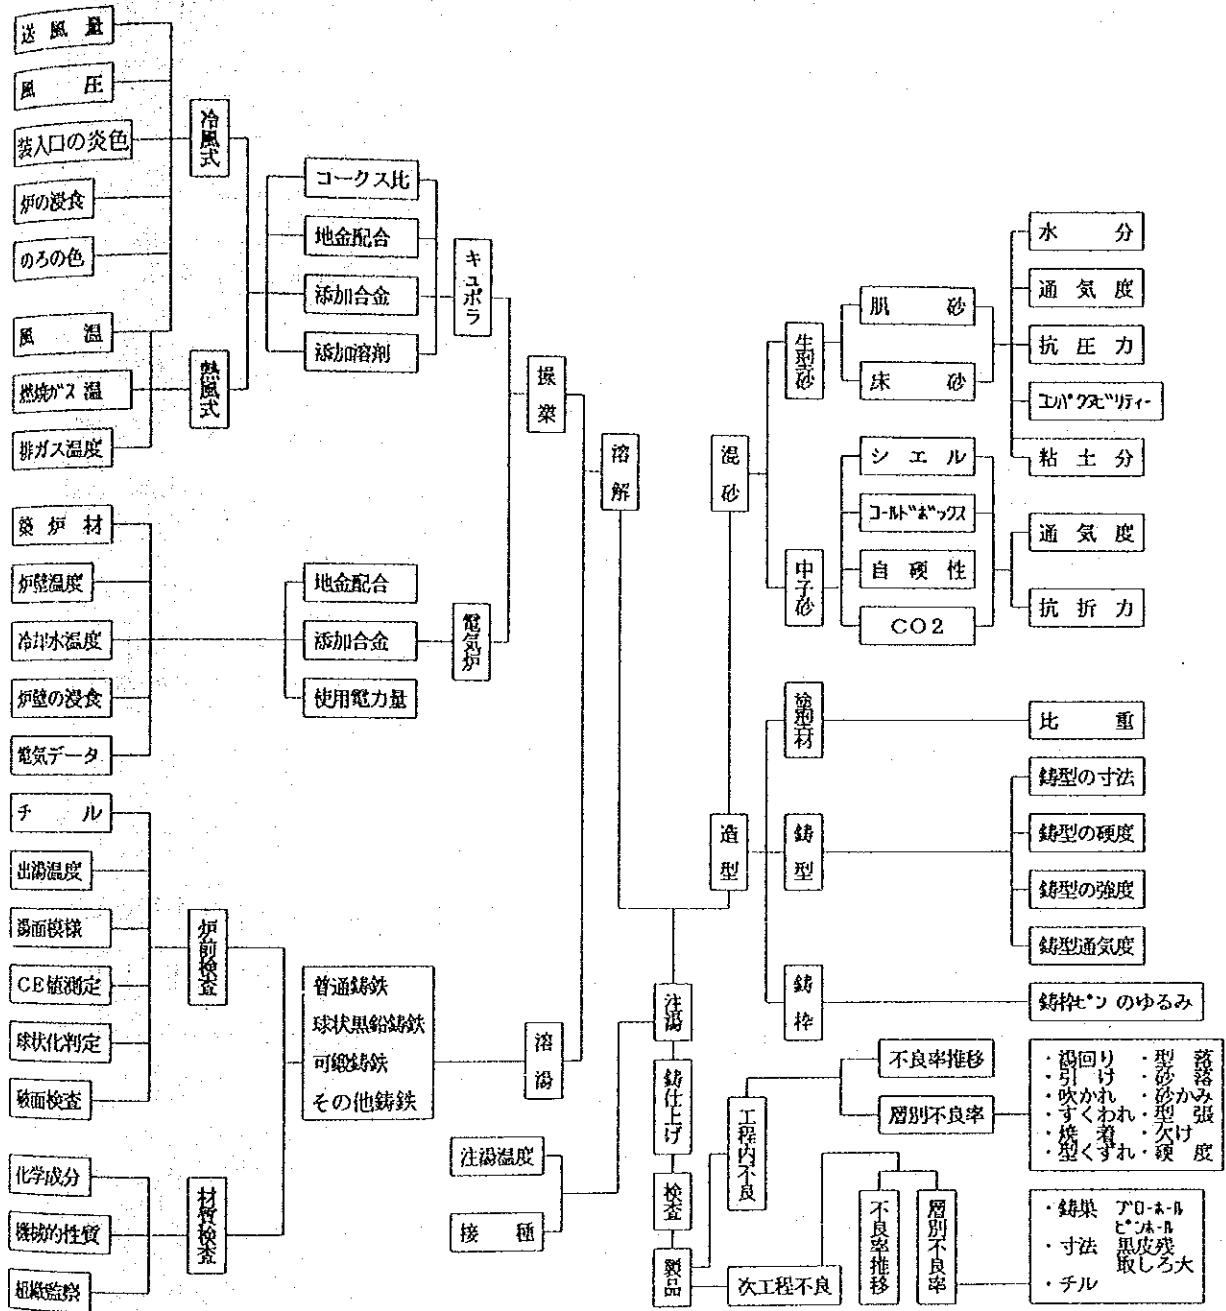 送風量
風圧
装入口の炎色
炉の浸食
のろの色
風温
燃焼ガス温
排ガス温度
冷風式
熱風式
コークス比
地金配合
添加合金
添加溶剤
キュポラ
操業
溶解
築炉材
炉壁温度
冷却水温度
炉壁の浸食
電気データ
地金配合
添加合金
使用電力量
電気炉
チル
出湯温度
湯面模様
CE値測定
球状化判定
破面検査
炉前検査
化学成分
機械的性質
組織監察
材質検査
普通鋳鉄
球状黒鉛鋳鉄
可鍛鋳鉄
その他鋳鉄
溶湯
混砂
生型砂
肌砂
床砂
水分
通気度
抗圧力
コンパクタビリティー
粘土分
中子砂
シエル
コールドボックス
自硬性
CO2
通気度
抗折力
造型
塗型材
比重
鋳型
鋳型の寸法
鋳型の硬度
鋳型の強度
鋳型通気度
鋳枠
鋳枠ピンのゆるみ
注湯
注湯温度
接種
鋳仕上げ
検査
製品
工程内不良
不良率推移
層別不良率
・湯回り ・型落
・引け ・砂落
・吹かれ ・砂かみ
・すくわれ ・型張
・焼着 ・欠け
・型くずれ ・硬度
次工程不良
不良率推移
層別不良率
・鋳巣 ブローホール
ピンホール
・寸法 黒皮残
取しろ大
・チル